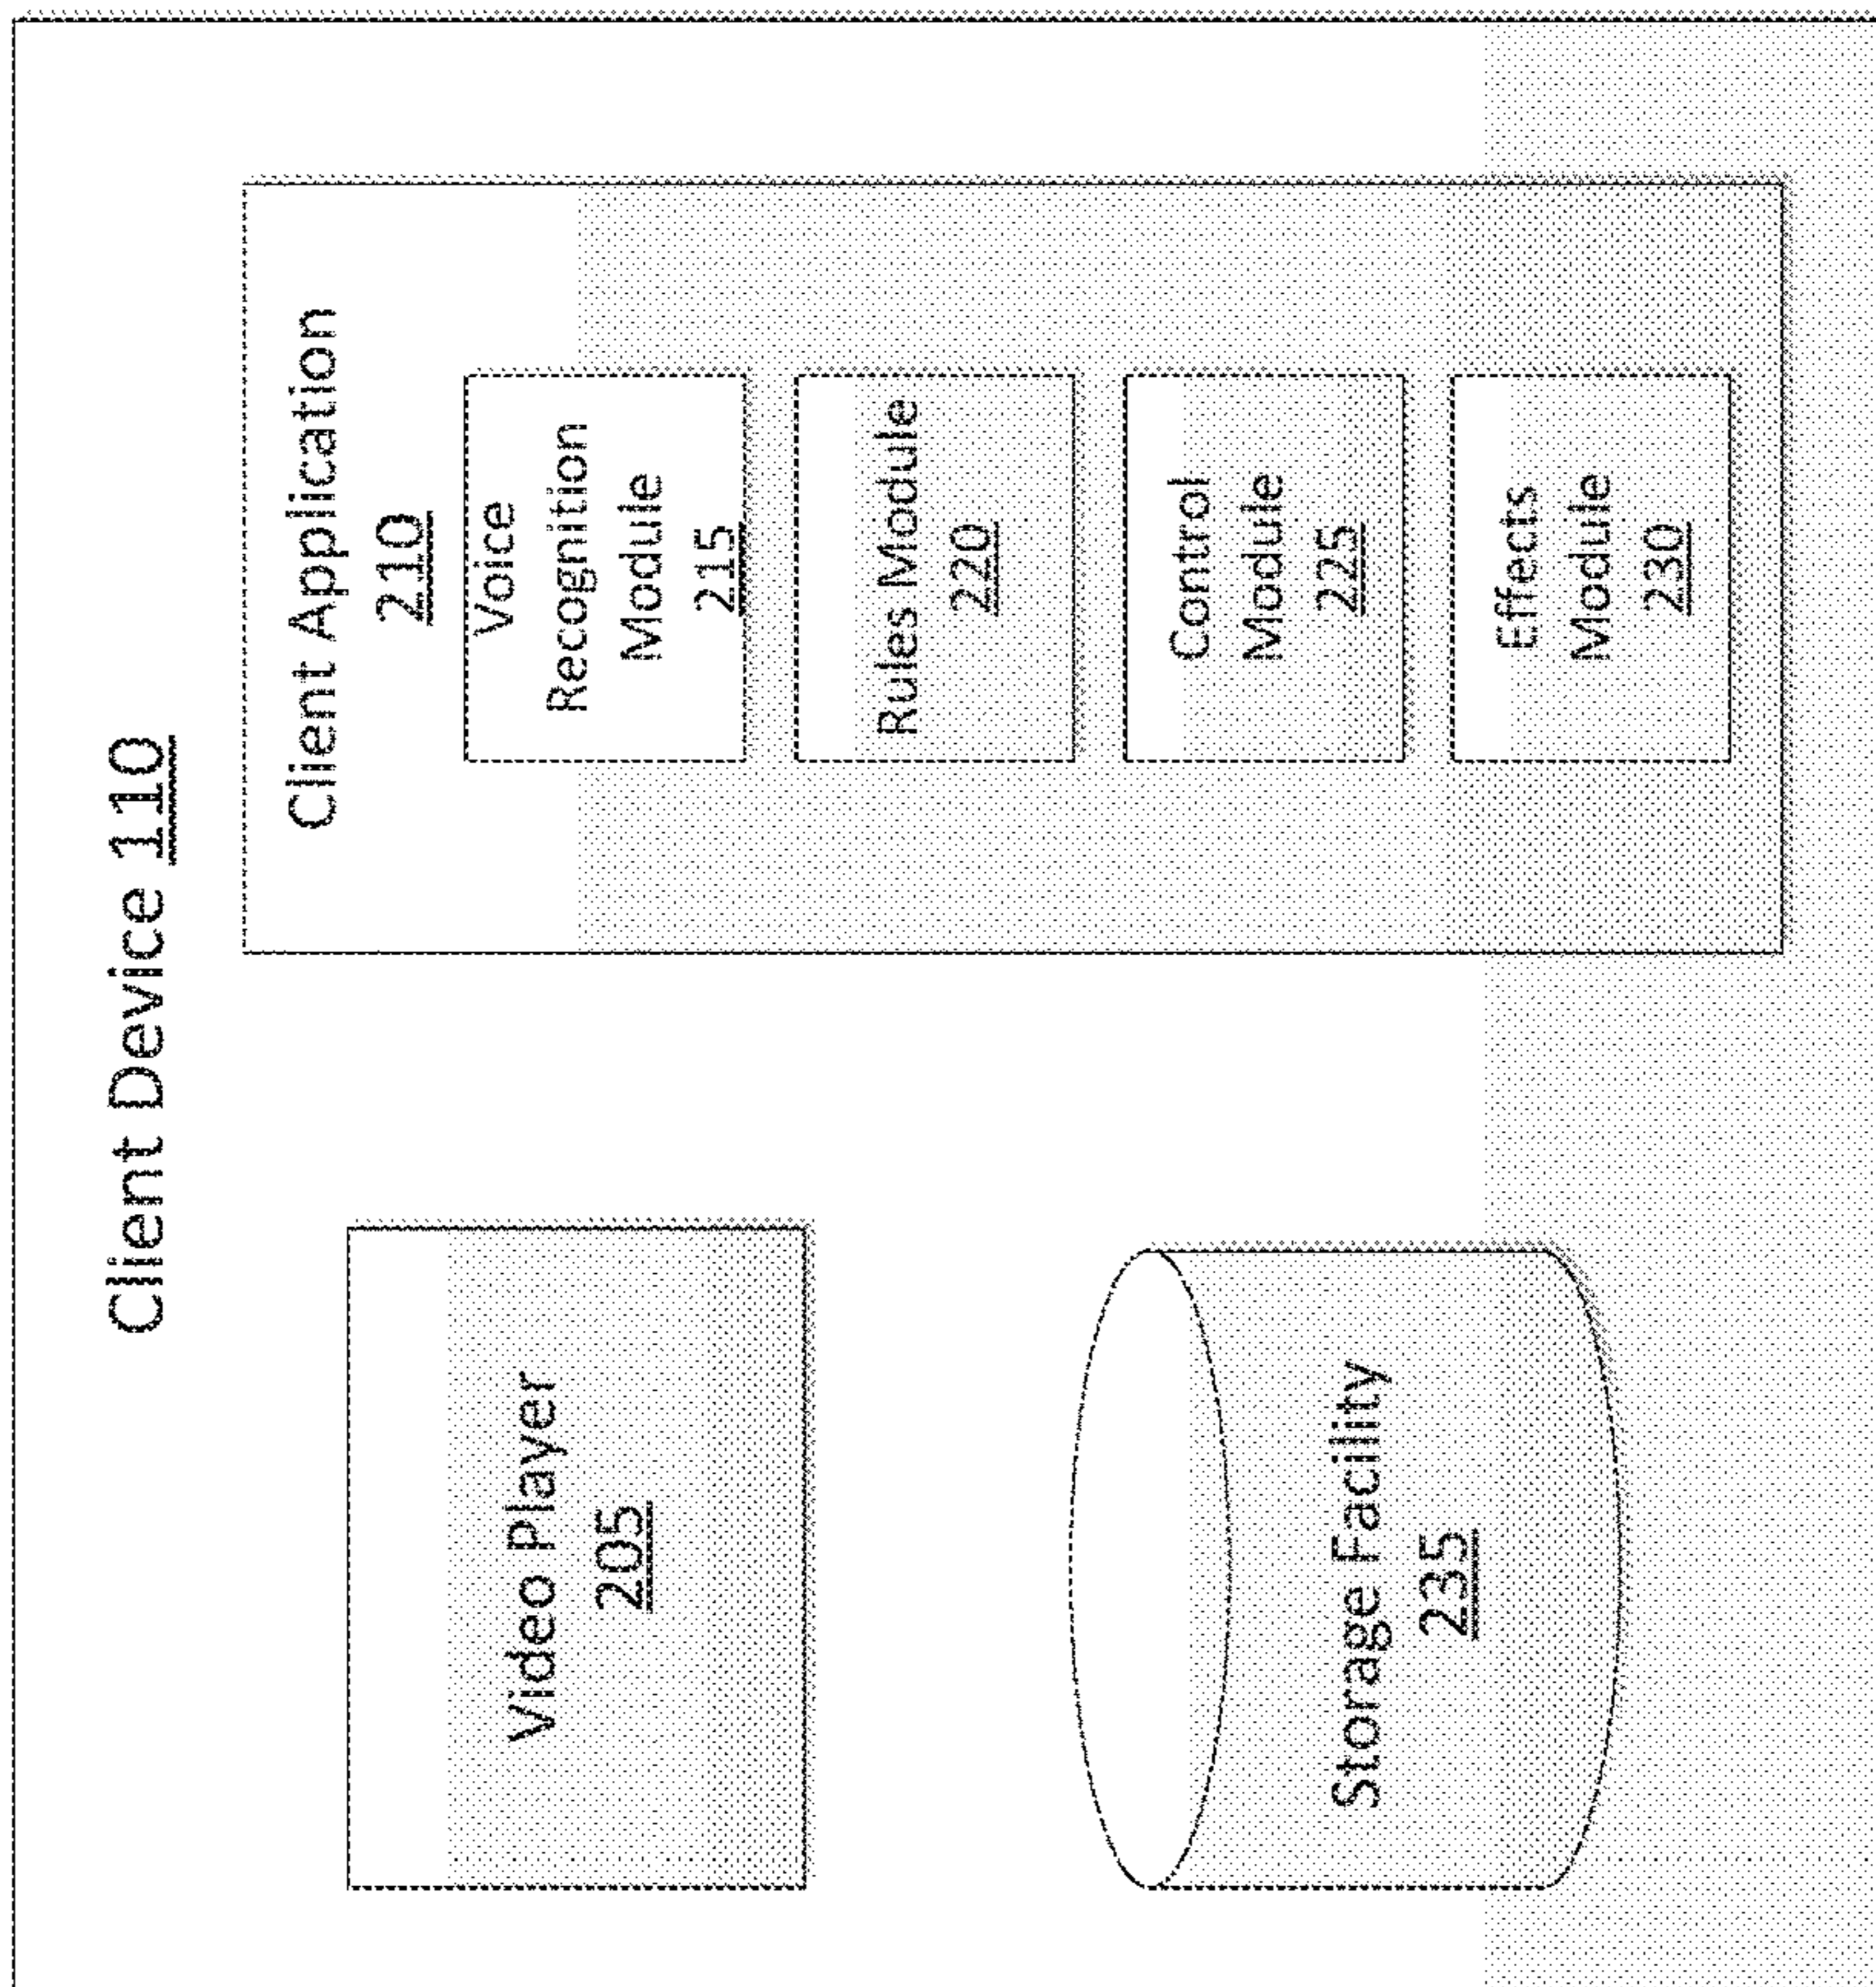 Client Device 110
Video Player
205
Storage Facility
235
Client Application
210
Voice
Recognition
Module
215
Rules Module
220
Control
Module
225
Effects
Module
230